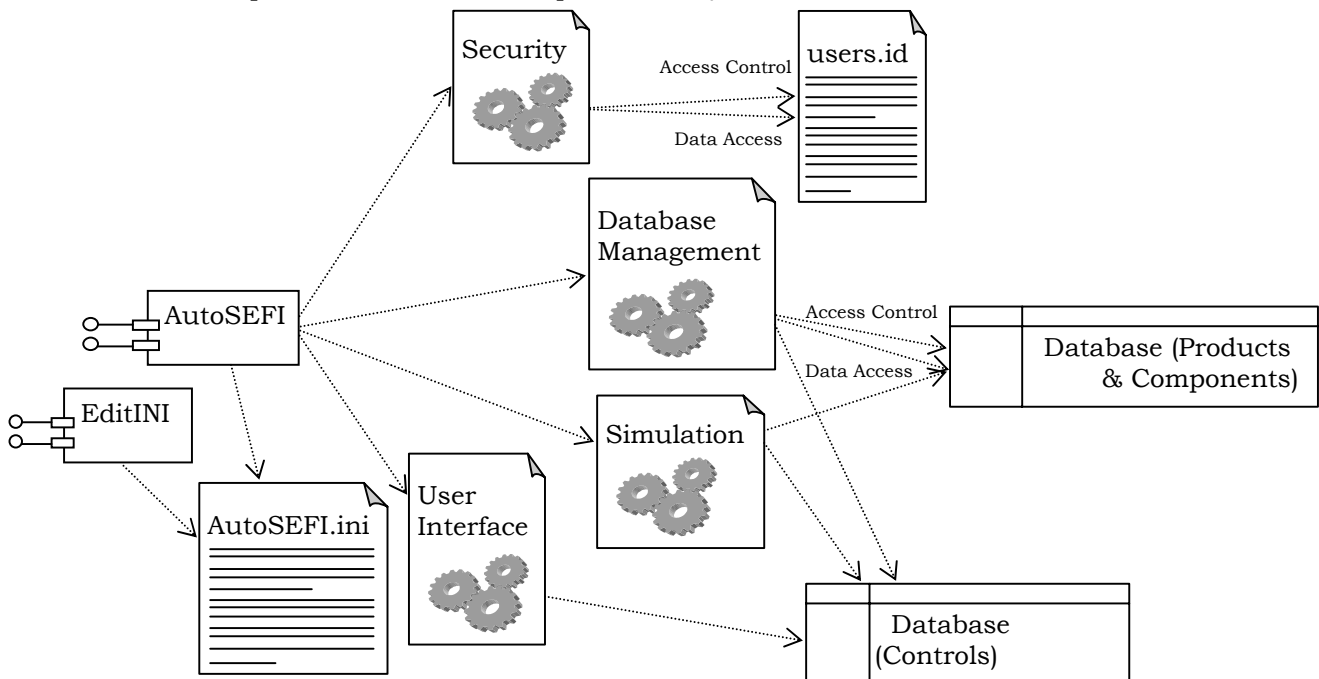 Security
users.id
Access Control
Data Access
Database
Management
AutoSEFI
Access Control
Database (Products
& Components)
Data Access
EditINI
Simulation
User
Interface
AutoSEFI.ini
Database
(Controls)